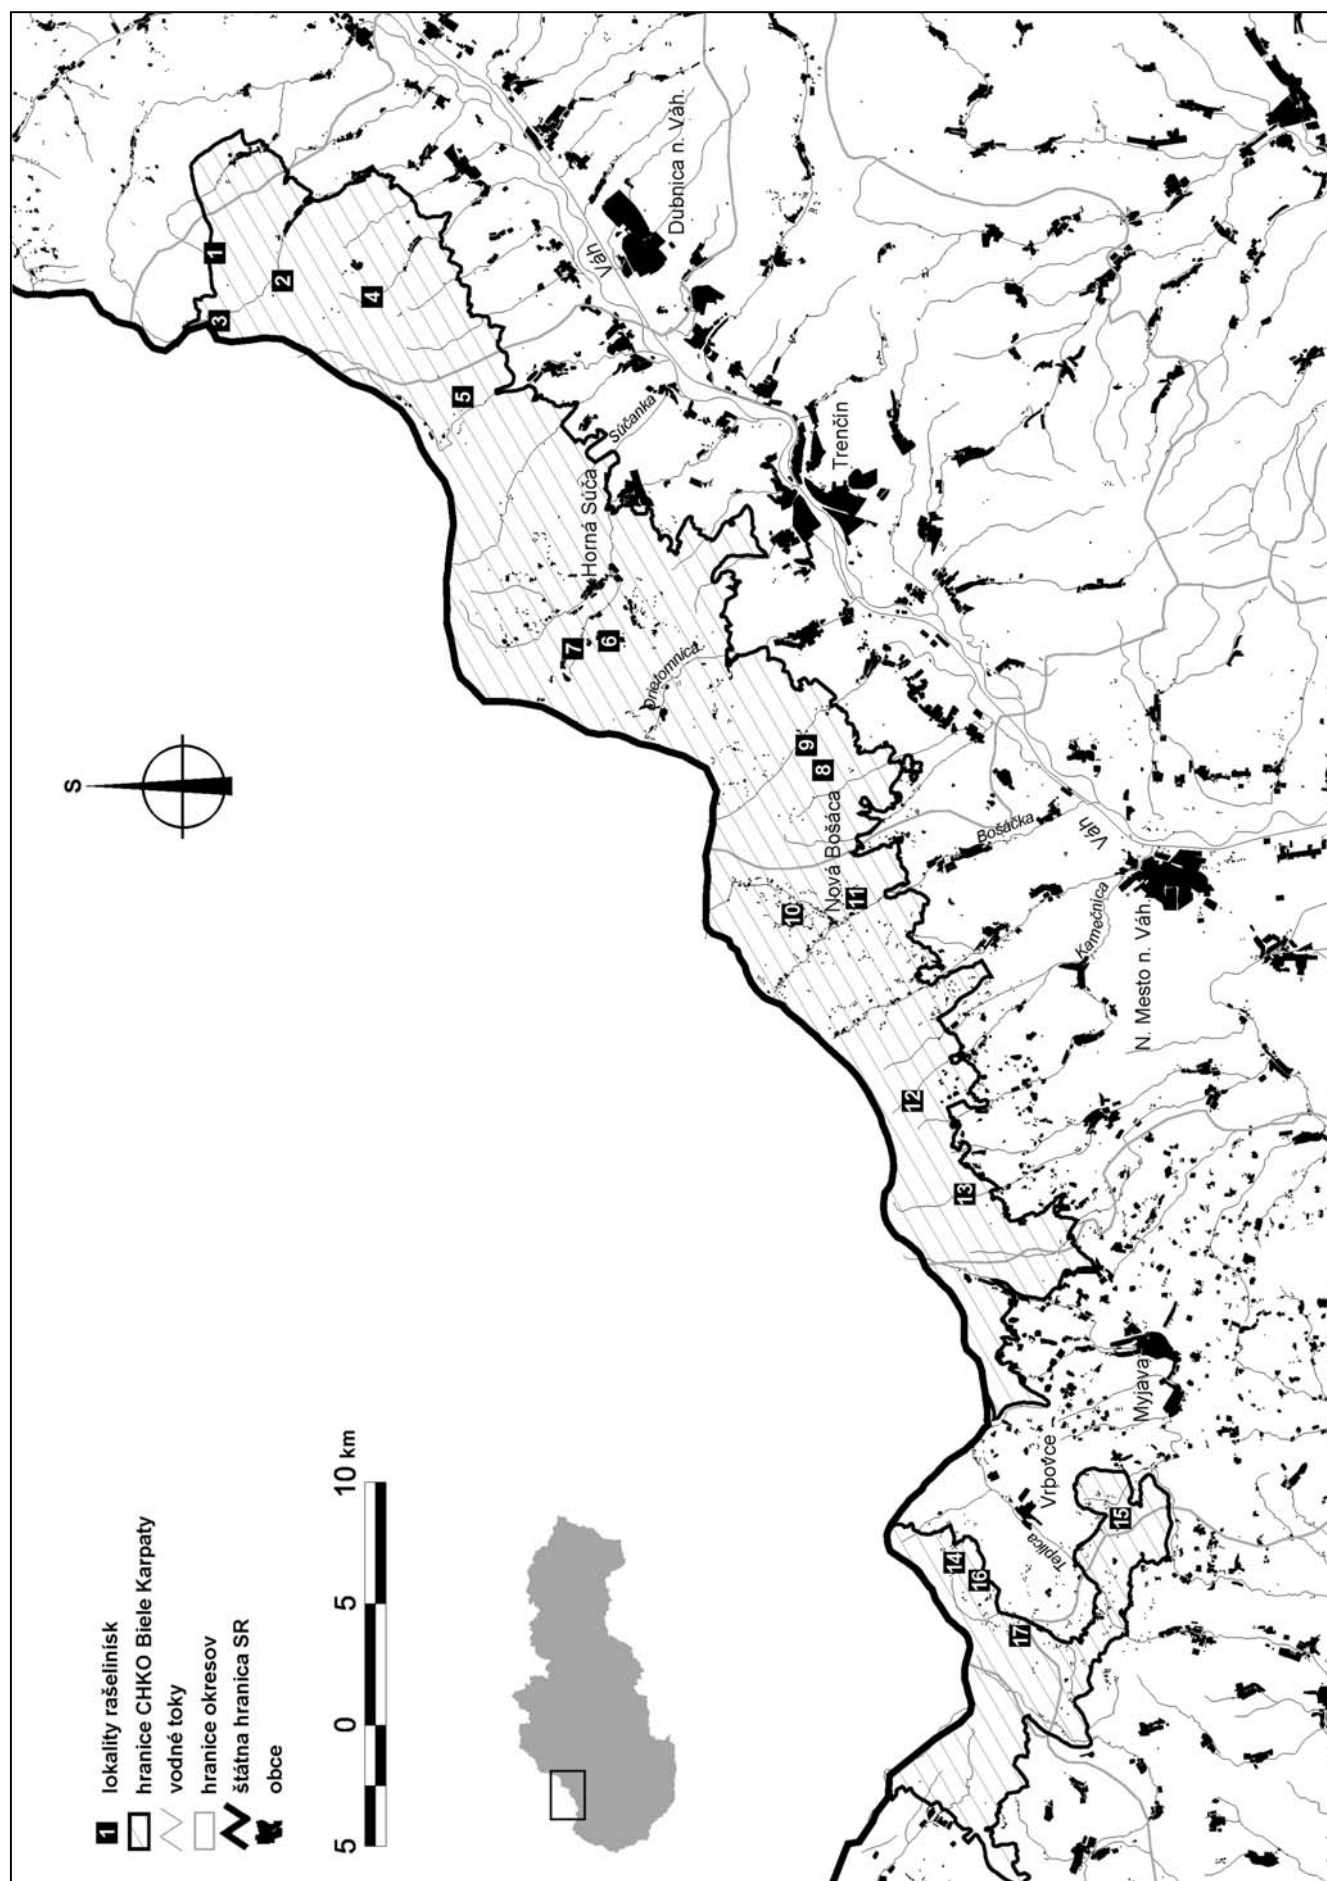 S
1
2
3
4
5
6
7
8
9
10
11
12
13
14
15
16
17
Dubnica n. Váh.
Váh
Súčanka
Horná Súča
Trenčín
Drietomnica
Nová Bošáca
Bošáčka
Váh
Kamečnica
N. Mesto n. Váh.
Myjava
Vrbovce
Teplica
1 lokality rašelinísk
hranice CHKO Biele Karpaty
vodné toky
hranice okresov
štátna hranica SR
obce
5 0 5 10 km